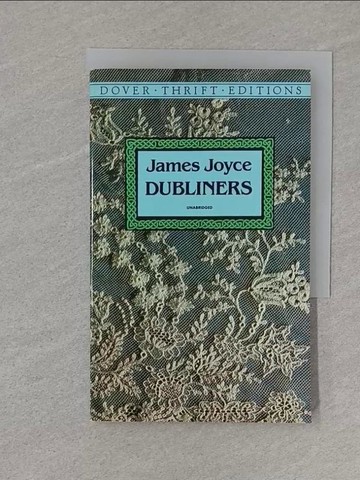 DOVER · THRIFT · EDITIONS
James Joyce
DUBLINERS
UNABRIDGED